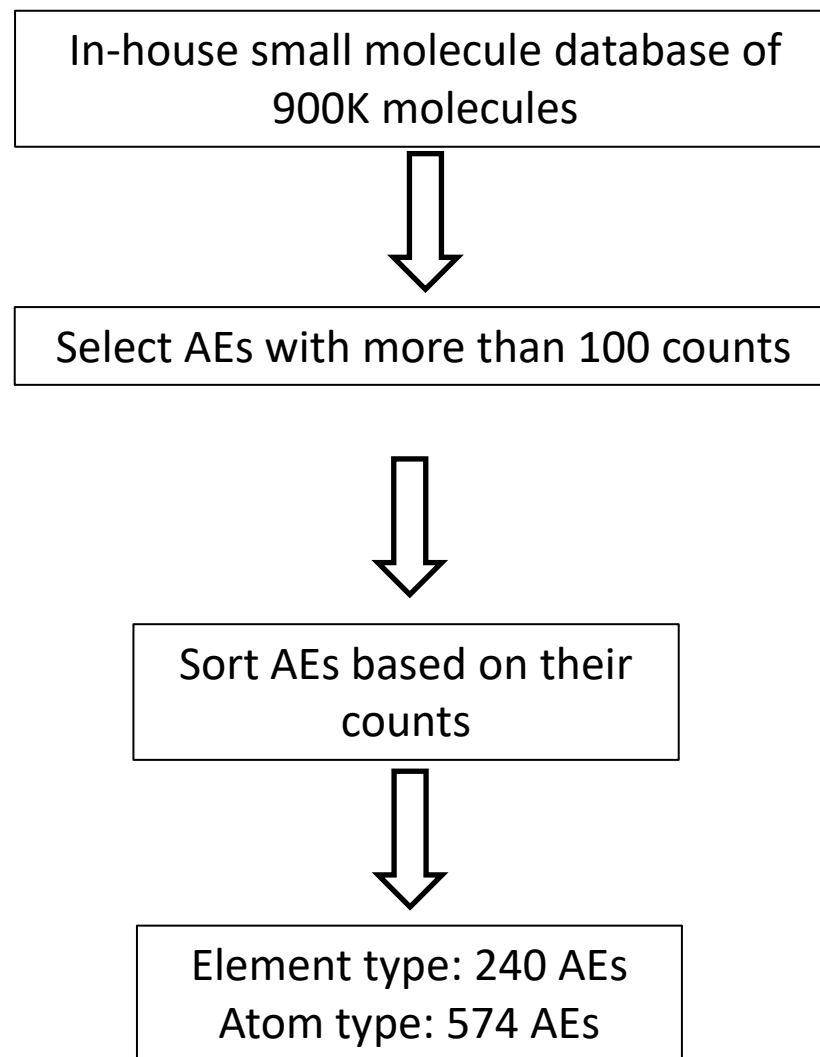 In-house small molecule database of
900K molecules
Select AEs with more than 100 counts
Sort AEs based on their
counts
Element type: 240 AEs
Atom type: 574 AEs